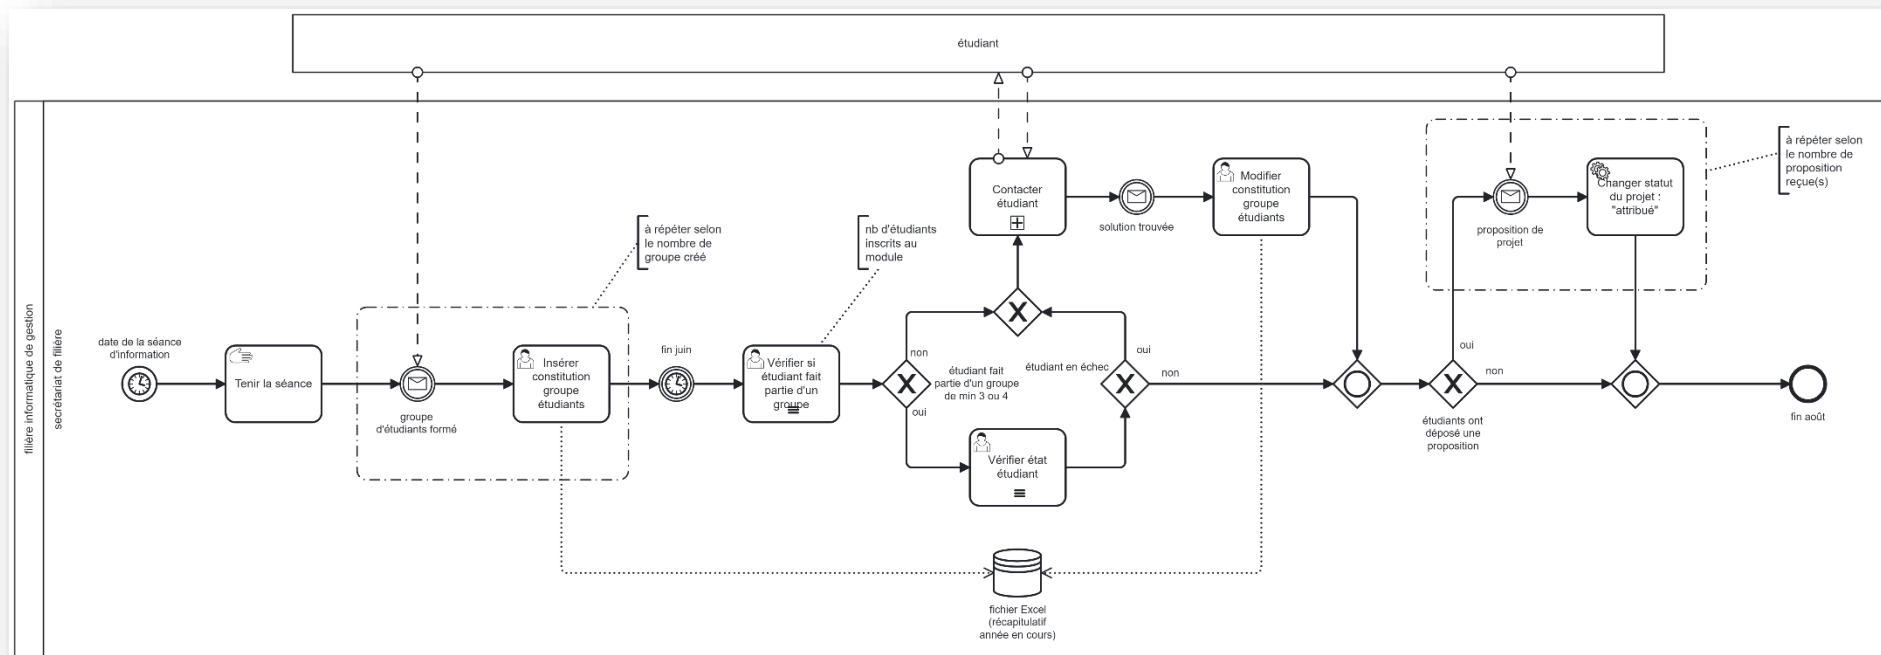 étudiant
filière informatique de gestion
secrétariat de filière
date de la séance
d'information
Tenir la séance
groupe
d'étudiants formé
Insérer
constitution
groupe
étudiants
à répéter selon
le nombre de
groupe créé
fin juin
Vérifier si
étudiant fait
partie d'un
groupe
nb d'étudiants
inscrits au
module
non
étudiant fait
partie d'un groupe
de min 3 ou 4
oui
Vérifier état
étudiant
étudiant en échec
oui
non
Contacter
étudiant
solution trouvée
Modifier
constitution
groupe
étudiants
fichier Excel
(récapitulatif
année en cours)
étudiants ont
déposé une
proposition
oui
non
proposition de
projet
Changer statut
du projet :
"attribué"
à répéter selon
le nombre de
proposition
reçue(s)
fin août